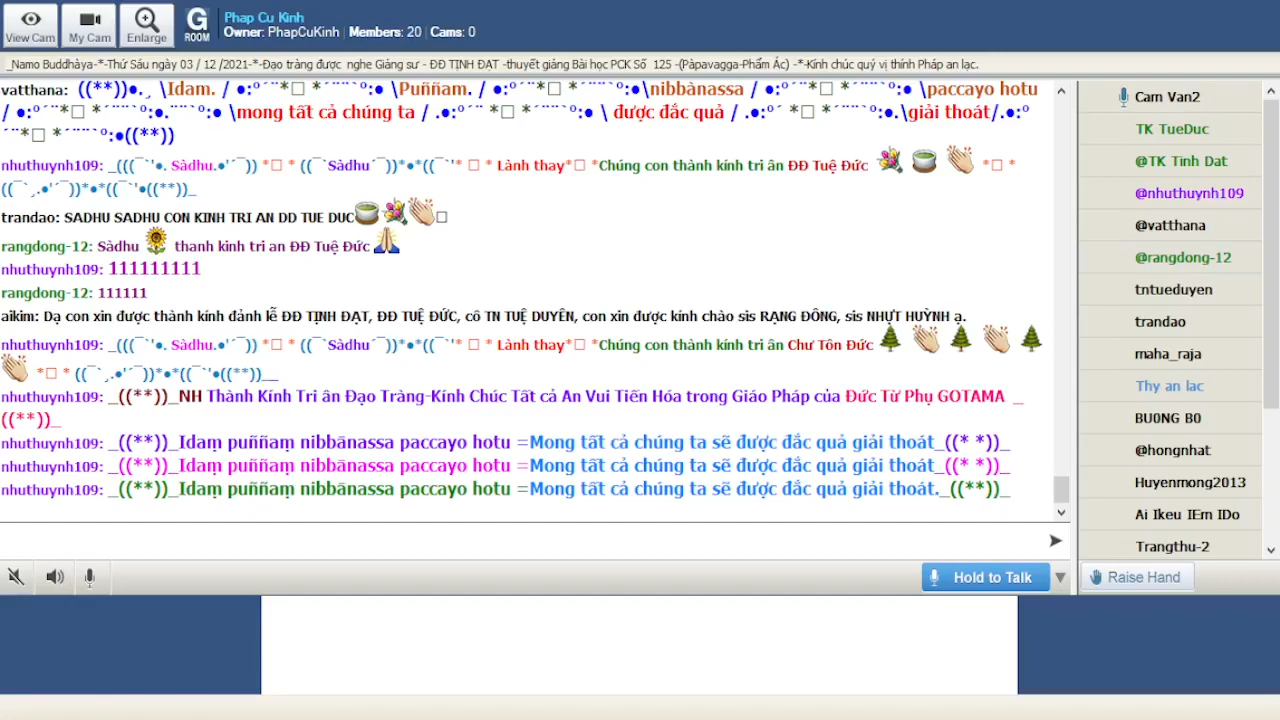 View Cam
My Cam
Enlarge
G ROOM
Phap Cu Kinh
Owner: PhapCuKinh | Members: 20 | Cams: 0
_Namo Buddhàya-*-Thứ Sáu ngày 03 / 12 /2021-*-Đạo tràng được nghe Giảng sư - ĐĐ TỊNH ĐẠT -thuyết giảng Bài học PCK Số 125 -(Pàpavagga-Phẩm Ác) -*-Kính chúc quý vị thính Pháp an lạc.
vatthana: ((**))●.¸ \Idam. / ●:º´¨*□ *´¨¨`º:● \Puññam. / ●:º´¨*□ *´¨¨`º:● \nibbànassa / ●:º´¨*□ *´¨¨`º:● \paccayo hotu
/ ●:º´¨*□ *´¨¨`º:●.¨¨`º:● \mong tất cả chúng ta / .●:º´¨ *□ *´¨¨`º:● \ được đắc quả / .●:º´ *□ *´¨¨`º:●.\giải thoát/.●:º
´¨*□ *´¨¨`º:●((**))
nhuthuynh109: _(((¯`'●. Sàdhu.●'´¯)) *□ * ((¯`Sàdhu´¯))*●*((¯`'* □ * Lành thay*□ *Chúng con thành kính tri ân ĐĐ Tuệ Đức *□ *
((¯`¸.●'´¯))*●*((¯`'●((**))_
trandao: SADHU SADHU CON KINH TRI AN DD TUE DUC □
rangdong-12: Sàdhu thanh kinh tri an ĐĐ Tuệ Đức
nhuthuynh109: 111111111
rangdong-12: 111111
aikim: Dạ con xin được thành kính đảnh lễ ĐĐ TỊNH ĐẠT, ĐĐ TUỆ ĐỨC, cô TN TUỆ DUYÊN, con xin được kính chào sis RẠNG ĐÔNG, sis NHỰT HUỲNH ạ.
nhuthuynh109: _(((¯`'●. Sàdhu.●'´¯)) *□ * ((¯`Sàdhu´¯))*●*((¯`'* □ * Lành thay*□ *Chúng con thành kính tri ân Chư Tôn Đức
*□ * ((¯`¸.●'´¯))*●*((¯`'●((**))__
nhuthuynh109: _((**))_NH Thành Kính Tri ân Đạo Tràng-Kính Chúc Tất cả An Vui Tiến Hóa trong Giáo Pháp của Đức Từ Phụ GOTAMA _
((**))_
nhuthuynh109: _((**))_Idaṃ puññaṃ nibbānassa paccayo hotu =Mong tất cả chúng ta sẽ được đắc quả giải thoát_((* *))_
nhuthuynh109: _((**))_Idaṃ puññaṃ nibbānassa paccayo hotu =Mong tất cả chúng ta sẽ được đắc quả giải thoát_((* *))_
nhuthuynh109: _((**))_Idaṃ puññaṃ nibbānassa paccayo hotu =Mong tất cả chúng ta sẽ được đắc quả giải thoát._((**))_
Hold to Talk
Cam Van2
TK TueDuc
@TK Tinh Dat
@nhuthuynh109
@vatthana
@rangdong-12
tntueduyen
trandao
maha_raja
Thy an lac
BU0NG B0
@hongnhat
Huyenmong2013
Ai Ikeu IEm IDo
Trangthu-2
Raise Hand